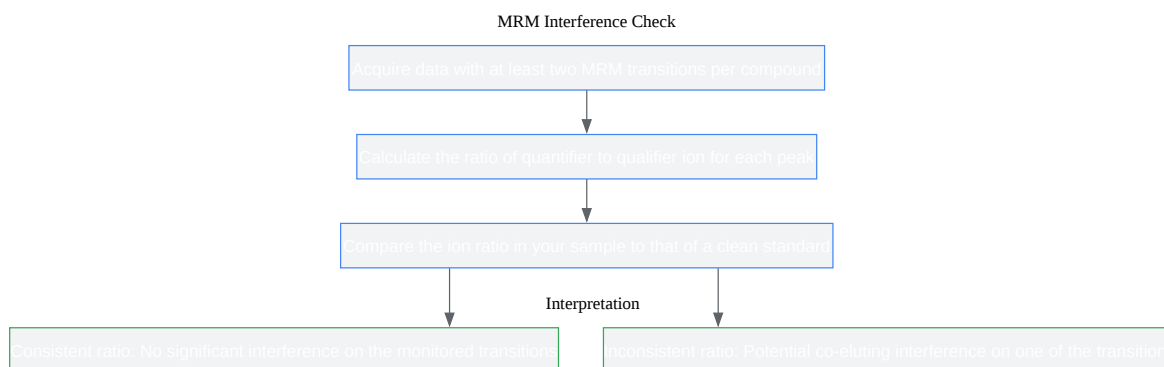 MRM Interference Check
Acquire data with at least two MRM transitions per compound
Calculate the ratio of quantifier to qualifier ion for each peak
Compare the ion ratio in your sample to that of a clean standard
Interpretation
Consistent ratio: No significant interference on the monitored transitions
Inconsistent ratio: Potential co-eluting interference on one of the transition